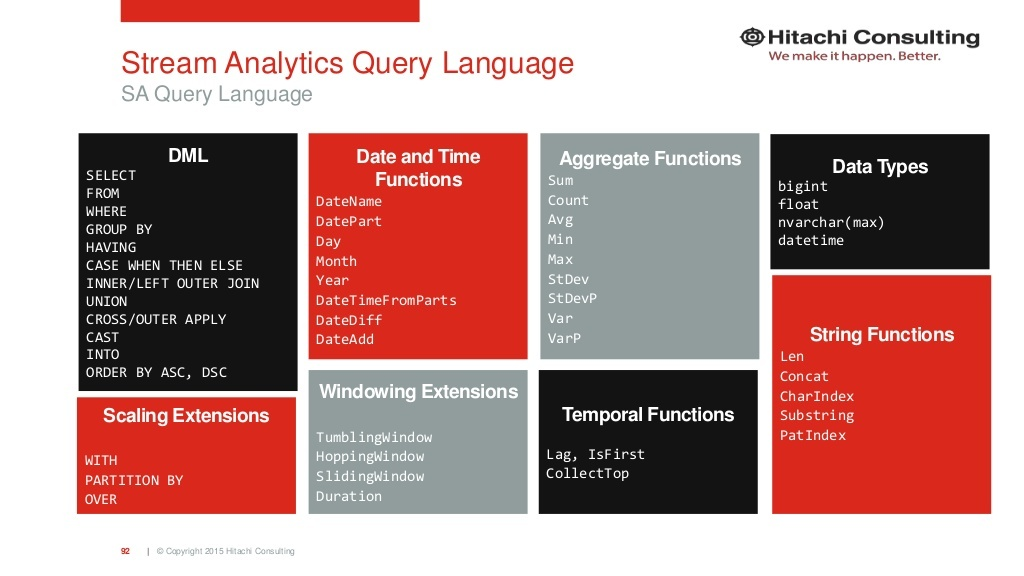 Hitachi Consulting
We make it happen. Better.
Stream Analytics Query Language
SA Query Language
DML
SELECT
FROM
WHERE
GROUP BY
HAVING
CASE WHEN THEN ELSE
INNER/LEFT OUTER JOIN
UNION
CROSS/OUTER APPLY
CAST
INTO
ORDER BY ASC, DSC
Scaling Extensions
WITH
PARTITION BY
OVER
Date and Time
Functions
DateName
DatePart
Day
Month
Year
DateTimeFromParts
DateDiff
DateAdd
Windowing Extensions
TumblingWindow
HoppingWindow
SlidingWindow
Duration
Aggregate Functions
Sum
Count
Avg
Min
Max
StDev
StDevP
Var
VarP
Temporal Functions
Lag, IsFirst
CollectTop
Data Types
bigint
float
nvarchar(max)
datetime
String Functions
Len
Concat
CharIndex
Substring
PatIndex
92 | © Copyright 2015 Hitachi Consulting